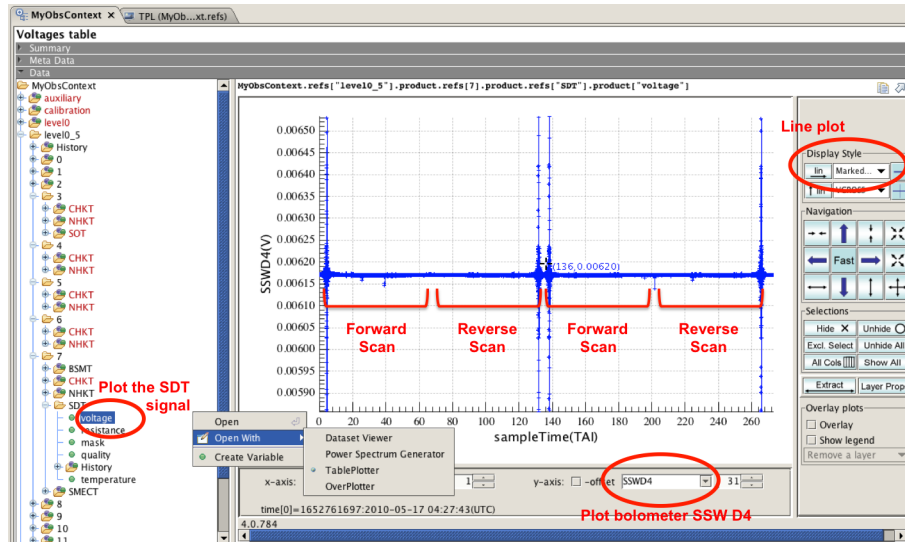 MyObsContext
TPL (MyOb...xt.refs)
Voltages table
Summary
Meta Data
Data
MyObsContext
auxiliary
calibration
level0
level0_5
History
0
1
2
3
CHKT
NHKT
SOT
4
CHKT
NHKT
5
CHKT
NHKT
6
CHKT
NHKT
7
BSMT
CHKT
NHKT
SDT
voltage
resistance
mask
quality
History
temperature
SMECT
8
9
10
11
Plot the SDT
signal
Open
Open With
Create Variable
Dataset Viewer
Power Spectrum Generator
TablePlotter
OverPlotter
MyObsContext.refs["level0_5"].product.refs[7].product.refs["SDT"].product["voltage"]
0.00650
0.00645
0.00640
0.00635
0.00630
0.00625
0.00620
0.00615
0.00610
0.00605
0.00600
0.00595
0.00590
SSWD4(V)
(136,0.00620)
Forward Scan
Reverse Scan
Forward Scan
Reverse Scan
0 20 40 60 80 100 120 140 160 180 200 220 240 260
sampleTime(TAI)
x-axis:
1
y-axis:
-offset
SSWD4
31
time[0]=1652761697:2010-05-17 04:27:43(UTC)
4.0.784
Plot bolometer SSW D4
Line plot
Display Style
lin
Marked...
lin
Navigation
Fast
Selections
Hide X
Unhide
Excl. Select
Unhide All
All Cols
Show All
Extract
Layer Prop
Overlay plots
Overlay
Show legend
Remove a layer